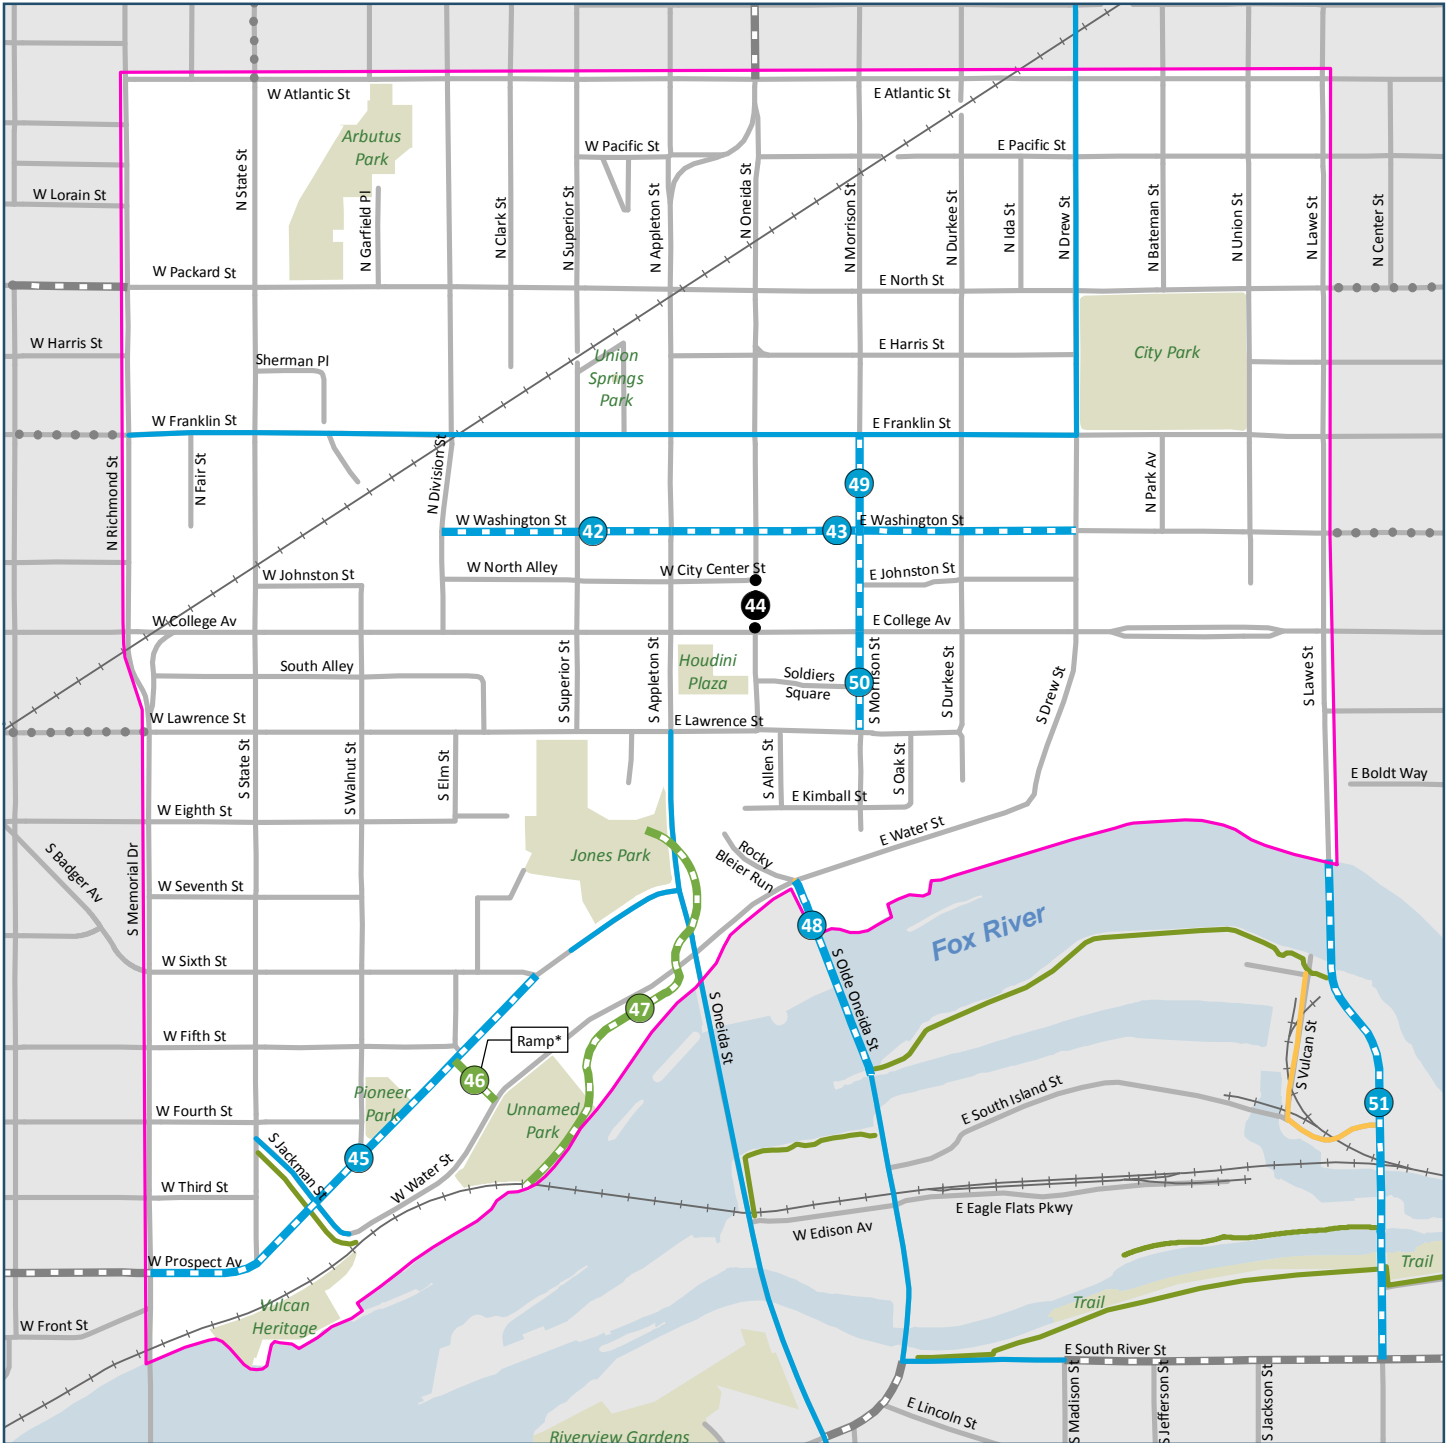 W Atlantic St
E Atlantic St
Arbutus
Park
W Pacific St
E Pacific St
N State St
W Lorain St
N Garfield Pl
N Clark St
N Superior St
N Appleton St
N Oneida St
N Morrison St
N Durkee St
N Ida St
N Drew St
N Bateman St
N Union St
N Lawe St
N Center St
W Packard St
E North St
W Harris St
Sherman Pl
Union
Springs
Park
E Harris St
City Park
W Franklin St
E Franklin St
N Richmond St
N Fair St
N Division St
49
N Park Av
W Washington St
42
43
E Washington St
W North Alley
W City Center St
E Johnston St
W Johnston St
44
W College Av
E College Av
South Alley
S Superior St
S Appleton St
Houdini
Plaza
Soldiers
Square
50
S Morrison St
S Durkee St
S Drew St
S Lawe St
W Lawrence St
E Lawrence St
S State St
S Walnut St
S Elm St
S Allen St
S Oak St
E Boldt Way
E Kimball St
W Eighth St
E Water St
S Badger Av
S Memorial Dr
Jones Park
Rocky
Bleier Run
W Seventh St
48
Fox River
W Sixth St
S Olde Oneida St
47
S Oneida St
W Fifth St
Ramp*
S Vulcan St
46
Pioneer
Park
Unnamed
Park
E South Island St
51
W Fourth St
S Jackman St
45
W Third St
W Water St
E Eagle Flats Pkwy
W Edison Av
W Prospect Av
Trail
Trail
Vulcan
Heritage
W Front St
E South River St
S Madison St
S Jefferson St
S Jackson St
E Lincoln St
Riverview Gardens